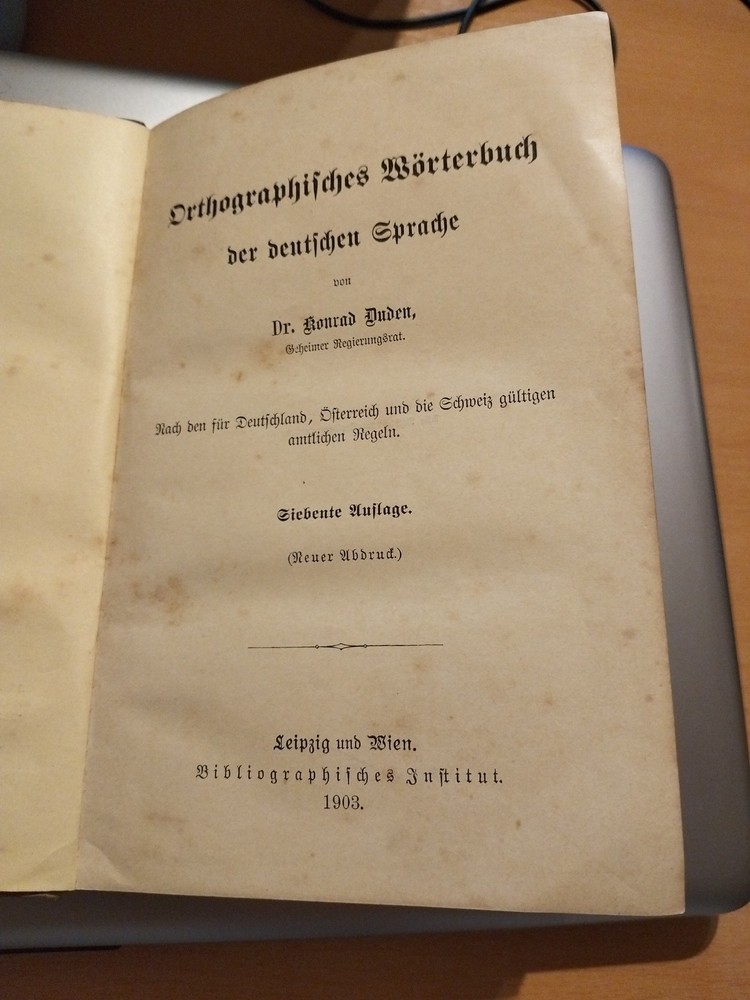 Orthographisches Wörterbuch
der deutschen Sprache
von
Dr. Konrad Duden,
Geheimer Regierungsrat.
Nach den für Deutschland, Österreich und die Schweiz gültigen
amtlichen Regeln.
Siebente Auflage.
(Neuer Abdruck.)
Leipzig und Wien.
Bibliographisches Institut.
1903.